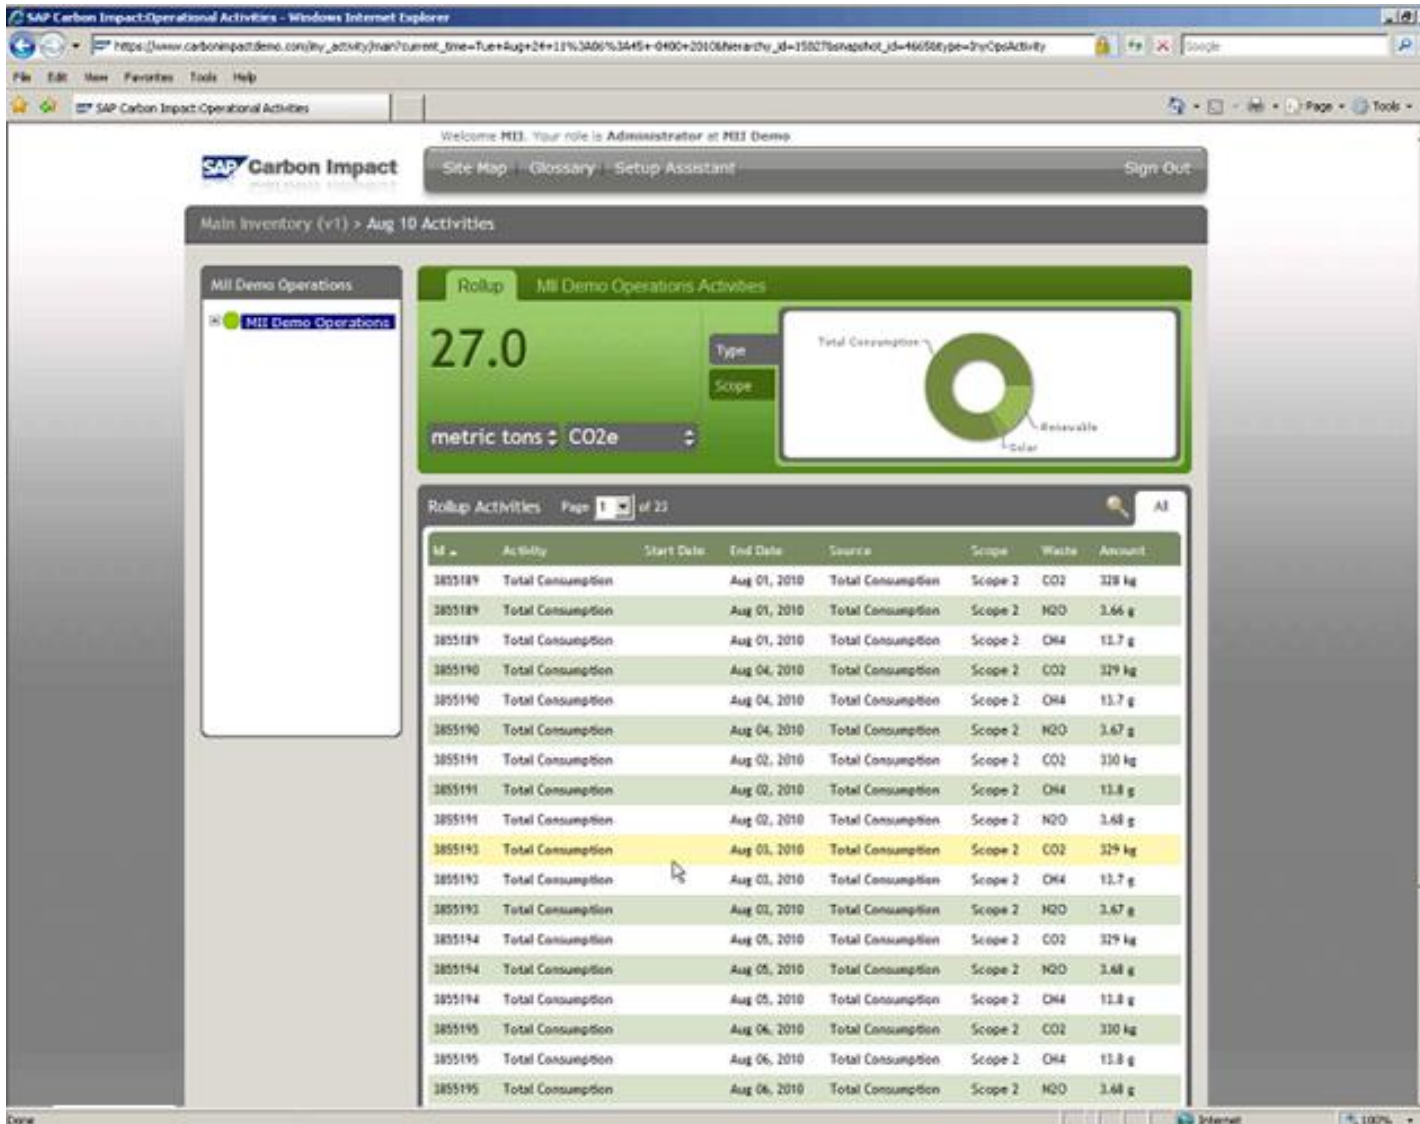 SAP Carbon Impact:Operational Activities - Windows Internet Explorer
Google
File Edit View Favorites Tools Help
SAP Carbon Impact:Operational Activities
Page Tools
Welcome MII. Your role is Administrator at MII Demo
SAP Carbon Impact
Site Map Glossary Setup Assistant Sign Out
Main Inventory (v1) > Aug 10 Activities
MII Demo Operations
MII Demo Operations
Rollup MII Demo Operations Activities
27.0
metric tons CO2e
Type
Scope
Total Consumption
Renewable
Solar
Rollup Activities Page 1 of 23 All
Id Activity Start Date End Date Source Scope Waste Amount
3855189 Total Consumption Aug 01, 2010 Total Consumption Scope 2 CO2 328 kg
3855189 Total Consumption Aug 01, 2010 Total Consumption Scope 2 N2O 3.66 g
3855189 Total Consumption Aug 01, 2010 Total Consumption Scope 2 CH4 13.7 g
3855190 Total Consumption Aug 04, 2010 Total Consumption Scope 2 CO2 329 kg
3855190 Total Consumption Aug 04, 2010 Total Consumption Scope 2 CH4 13.7 g
3855190 Total Consumption Aug 04, 2010 Total Consumption Scope 2 N2O 3.67 g
3855191 Total Consumption Aug 02, 2010 Total Consumption Scope 2 CO2 330 kg
3855191 Total Consumption Aug 02, 2010 Total Consumption Scope 2 CH4 13.8 g
3855191 Total Consumption Aug 02, 2010 Total Consumption Scope 2 N2O 3.68 g
3855193 Total Consumption Aug 03, 2010 Total Consumption Scope 2 CO2 329 kg
3855193 Total Consumption Aug 03, 2010 Total Consumption Scope 2 CH4 13.7 g
3855193 Total Consumption Aug 03, 2010 Total Consumption Scope 2 N2O 3.67 g
3855194 Total Consumption Aug 05, 2010 Total Consumption Scope 2 CO2 329 kg
3855194 Total Consumption Aug 05, 2010 Total Consumption Scope 2 N2O 3.68 g
3855194 Total Consumption Aug 05, 2010 Total Consumption Scope 2 CH4 13.8 g
3855195 Total Consumption Aug 06, 2010 Total Consumption Scope 2 CO2 330 kg
3855195 Total Consumption Aug 06, 2010 Total Consumption Scope 2 CH4 13.8 g
3855195 Total Consumption Aug 06, 2010 Total Consumption Scope 2 N2O 3.68 g
Done Internet 100%